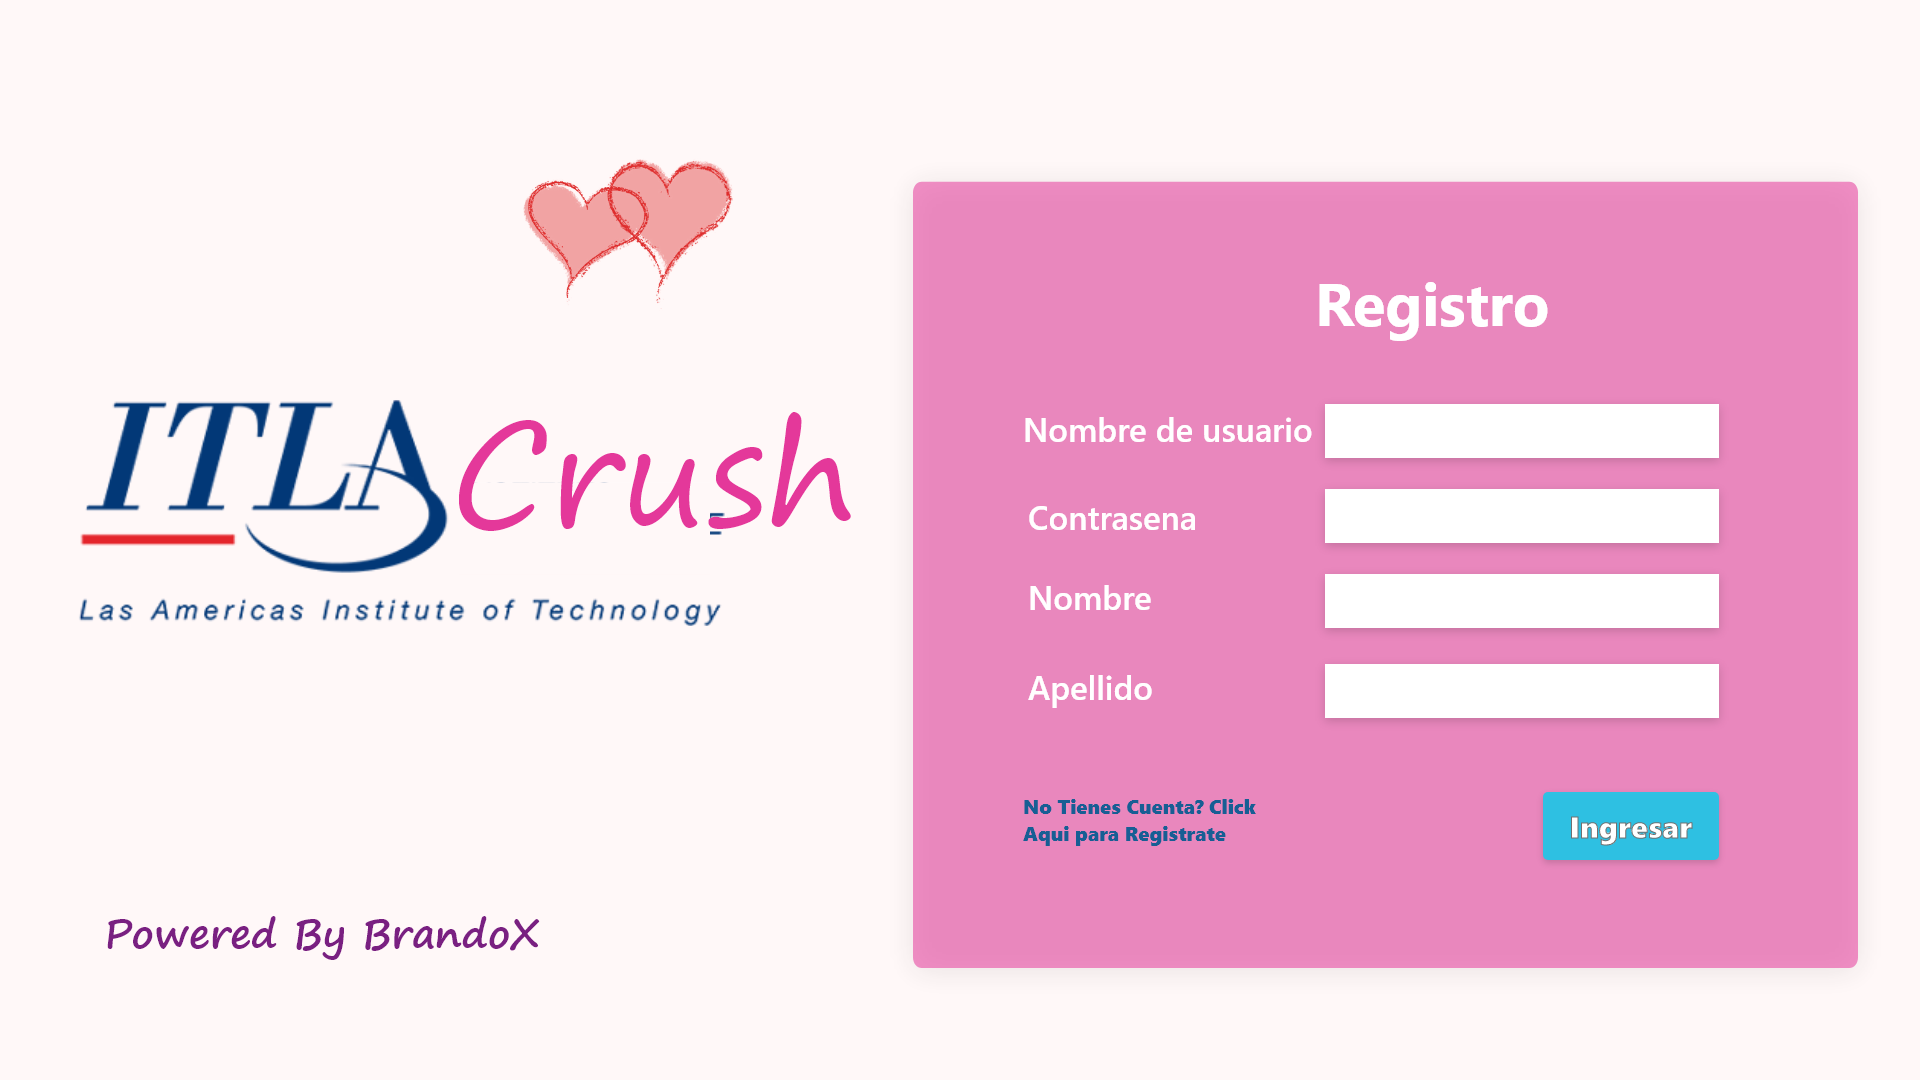 ITLA Crush
Las Americas Institute of Technology
Powered By BrandoX
Registro
Nombre de usuario
Contrasena
Nombre
Apellido
No Tienes Cuenta? Click
Aqui para Registrate
Ingresar